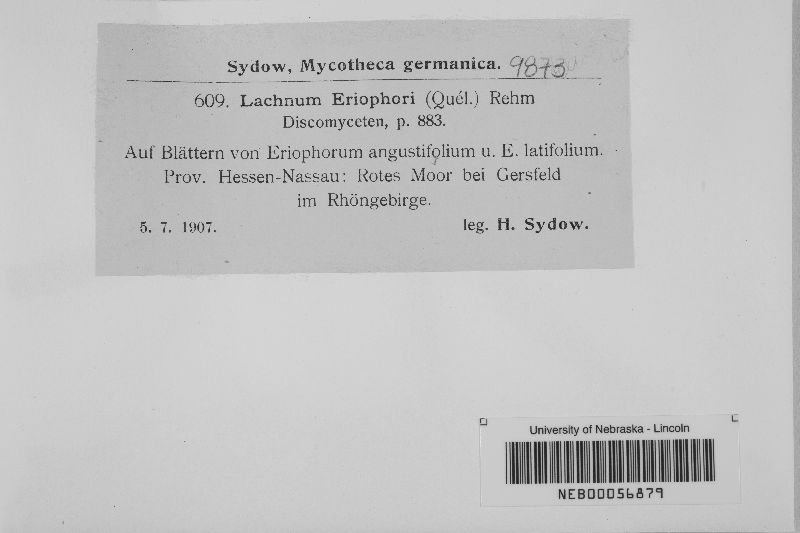 Sydow, Mycotheca germanica. 9873
609. Lachnum Eriophori (Quél.) Rehm
Discomyceten, p. 883.
Auf Blättern von Eriophorum angustifolium u. E. latifolium.
Prov. Hessen-Nassau: Rotes Moor bei Gersfeld
im Rhöngebirge.
5. 7. 1907. leg. H. Sydow.
University of Nebraska - Lincoln
NEB00056879